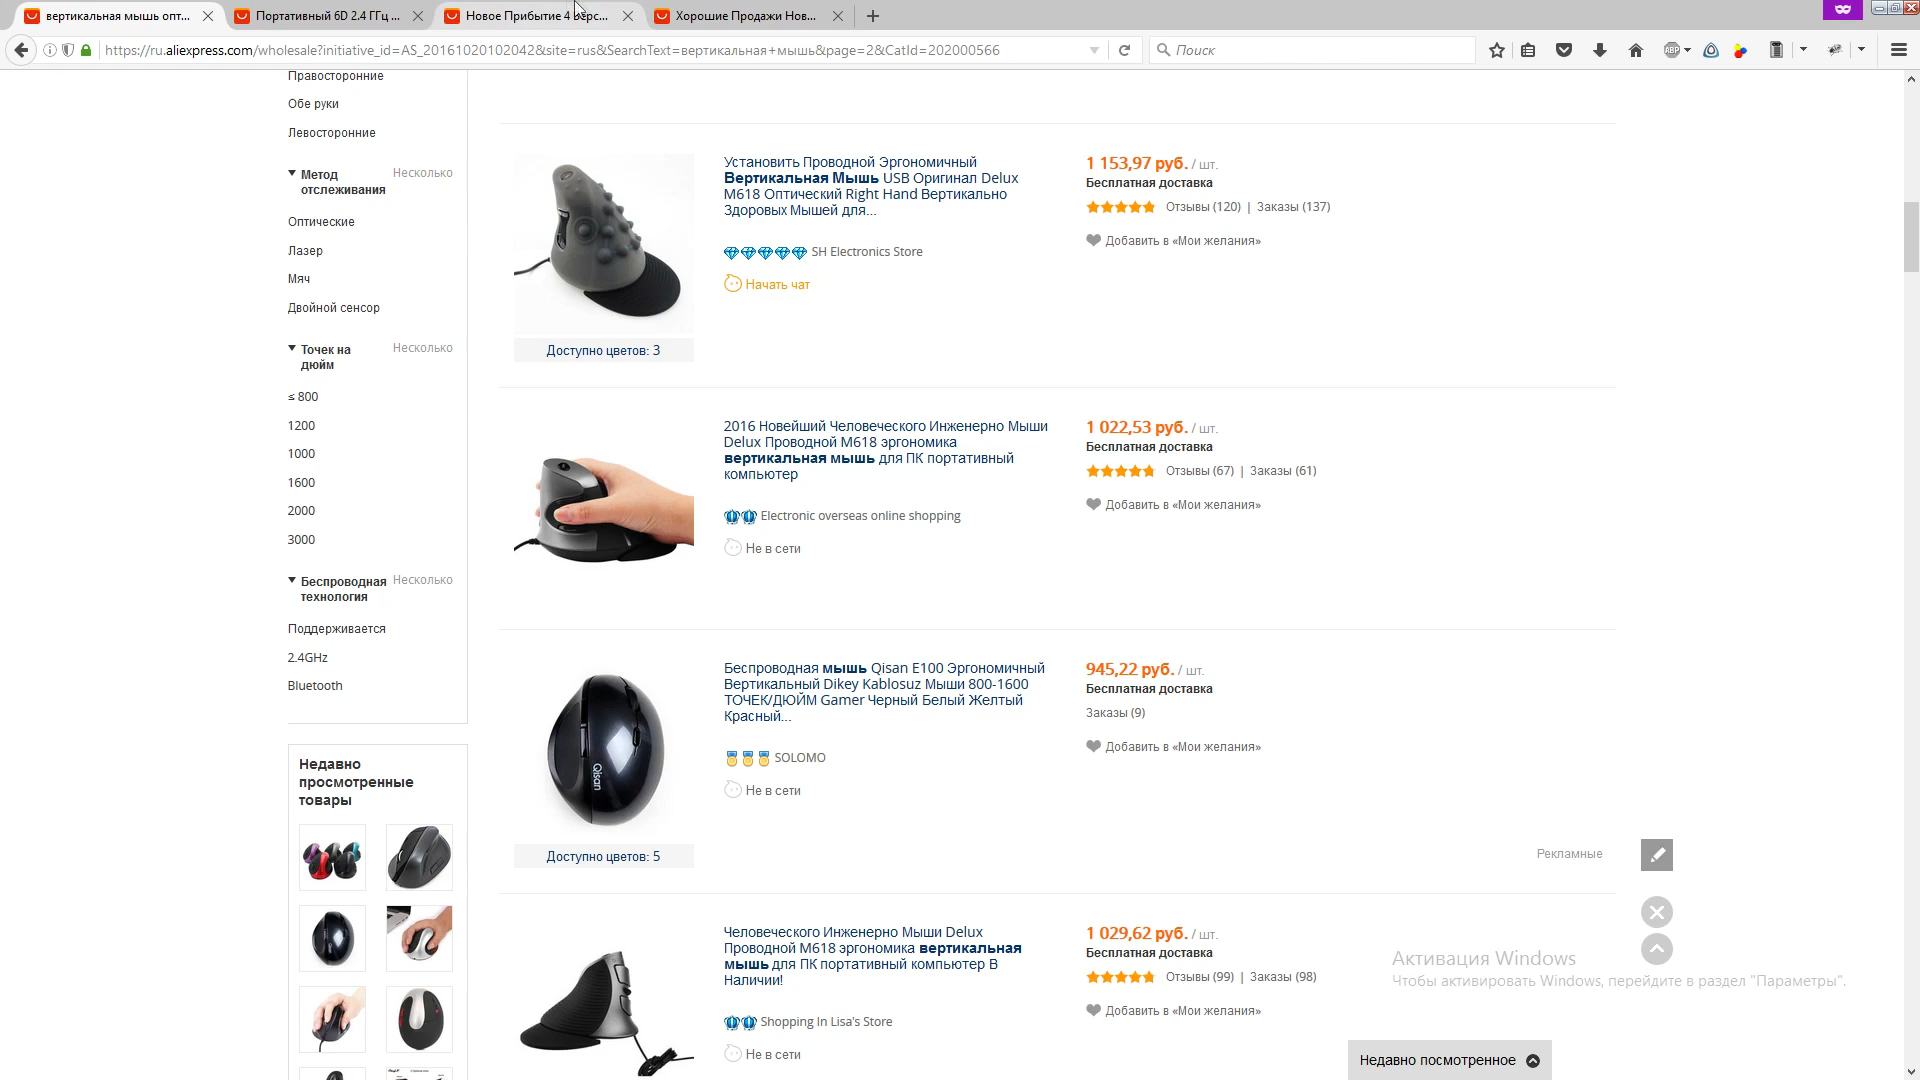 вертикальная мышь опт...
Портативный 6D 2.4 ГГц ...
Новое Прибытие 4 Верс...
Хорошие Продажи Нов...
https://ru.aliexpress.com/wholesale?initiative_id=AS_20161020102042&site=rus&SearchText=вертикальная+мышь&page=2&CatId=202000566
Поиск
ABP
Правосторонние
Обе руки
Левосторонние
Метод отслеживания
Несколько
Оптические
Лазер
Мяч
Двойной сенсор
Точек на дюйм
Несколько
≤ 800
1200
1000
1600
2000
3000
Беспроводная технология
Несколько
Поддерживается
2.4GHz
Bluetooth
Недавно
просмотренные
товары
Установить Проводной Эргономичный
Вертикальная Мышь USB Оригинал Delux
M618 Оптический Right Hand Вертикально
Здоровых Мышей для...
SH Electronics Store
Начать чат
Доступно цветов: 3
1 153,97 руб. / шт.
Бесплатная доставка
Отзывы (120) | Заказы (137)
Добавить в «Мои желания»
2016 Новейший Человеческого Инженерно Мыши
Delux Проводной M618 эргономика
вертикальная мышь для ПК портативный
компьютер
Electronic overseas online shopping
Не в сети
1 022,53 руб. / шт.
Бесплатная доставка
Отзывы (67) | Заказы (61)
Добавить в «Мои желания»
Беспроводная мышь Qisan E100 Эргономичный
Вертикальный Dikey Kablosuz Мыши 800-1600
ТОЧЕК/ДЮЙМ Gamer Черный Белый Желтый
Красный...
SOLOMO
Не в сети
Qisan
Доступно цветов: 5
945,22 руб. / шт.
Бесплатная доставка
Заказы (9)
Добавить в «Мои желания»
Рекламные
Человеческого Инженерно Мыши Delux
Проводной M618 эргономика вертикальная
мышь для ПК портативный компьютер В
Наличии!
Shopping In Lisa's Store
Не в сети
1 029,62 руб. / шт.
Бесплатная доставка
Отзывы (99) | Заказы (98)
Добавить в «Мои желания»
Активация Windows
Чтобы активировать Windows, перейдите в раздел "Параметры".
Недавно посмотренное